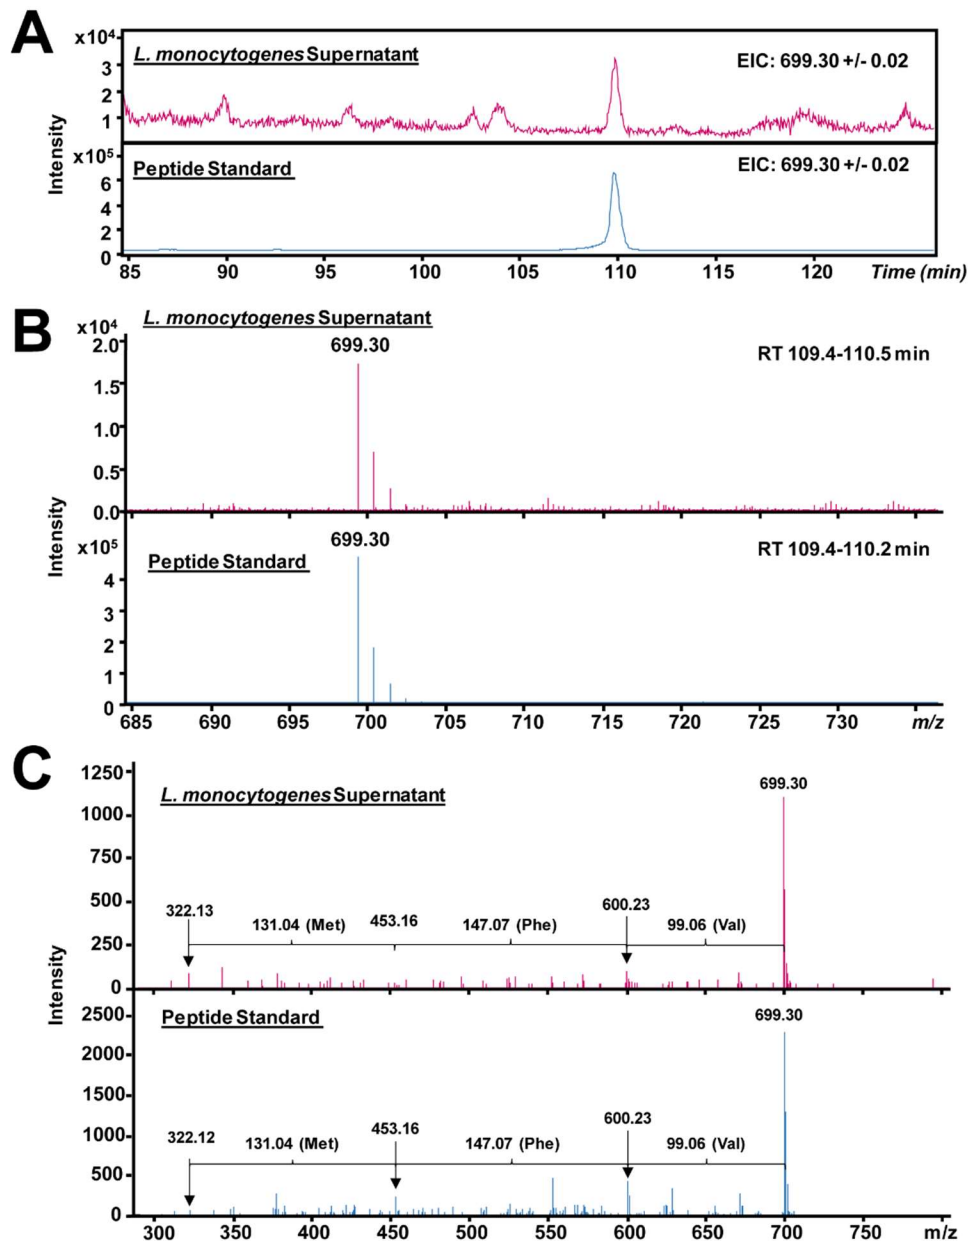 A
x10⁴
L. monocytogenes Supernatant
EIC: 699.30 +/- 0.02
3
2
1
Intensity
x10⁵
Peptide Standard
EIC: 699.30 +/- 0.02
6
4
2
0
85 90 95 100 105 110 115 120 Time (min)
B
L. monocytogenes Supernatant
x10⁴
699.30
RT 109.4-110.5 min
2.0
1.5
1.0
0.5
0.0
Intensity
x10⁵
699.30
RT 109.4-110.2 min
Peptide Standard
4
3
2
1
0
685 690 695 700 705 710 715 720 725 730 m/z
C
1250
L. monocytogenes Supernatant
699.30
1000
750
500
322.13
131.04 (Met)
453.16
147.07 (Phe)
600.23
99.06 (Val)
250
0
Intensity
Peptide Standard
699.30
2500
2000
1500
1000
500
0
322.12
131.04 (Met)
453.16
147.07 (Phe)
600.23
99.06 (Val)
300 350 400 450 500 550 600 650 700 750 m/z